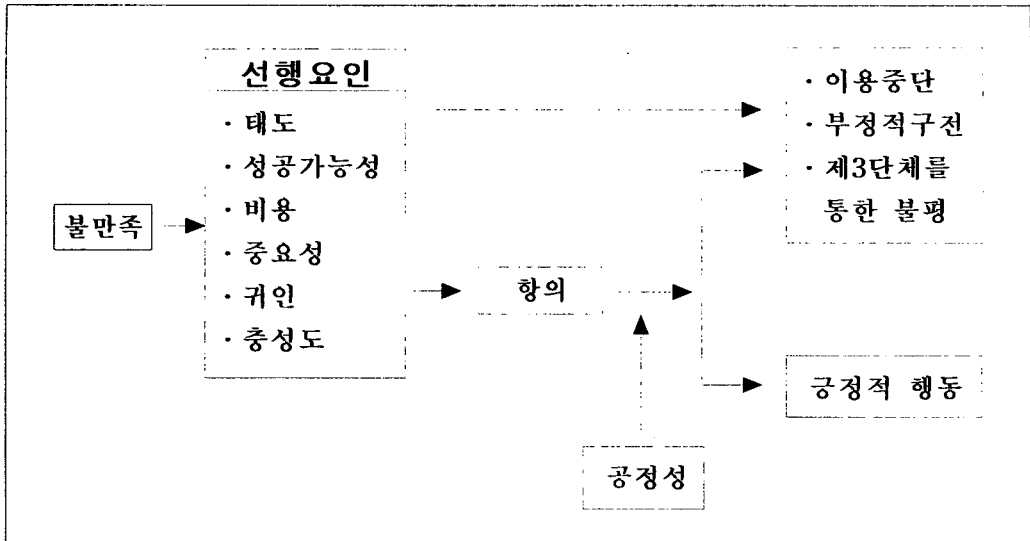 선행요인
· 태도
· 성공가능성
· 비용
· 중요성
· 귀인
· 충성도
불만족
항의
공정성
· 이용중단
· 부정적구전
· 제3단체를
통한 불평
긍정적 행동